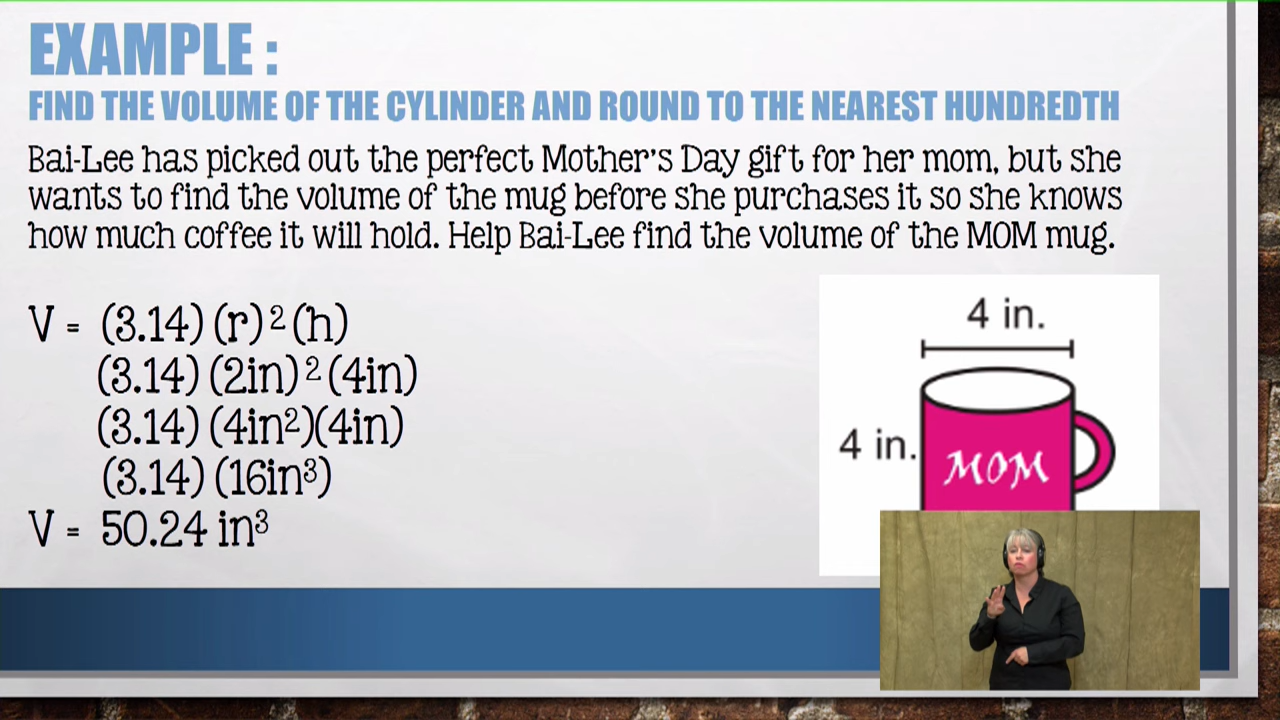 EXAMPLE :
FIND THE VOLUME OF THE CYLINDER AND ROUND TO THE NEAREST HUNDREDTH
Bai-Lee has picked out the perfect Mother's Day gift for her mom, but she
wants to find the volume of the mug before she purchases it so she knows
how much coffee it will hold. Help Bai-Lee find the volume of the MOM mug.
V = (3.14) (r)² (h)
(3.14) (2in)² (4in)
(3.14) (4in²)(4in)
(3.14) (16in³)
V = 50.24 in³
4 in.
4 in.
MOM